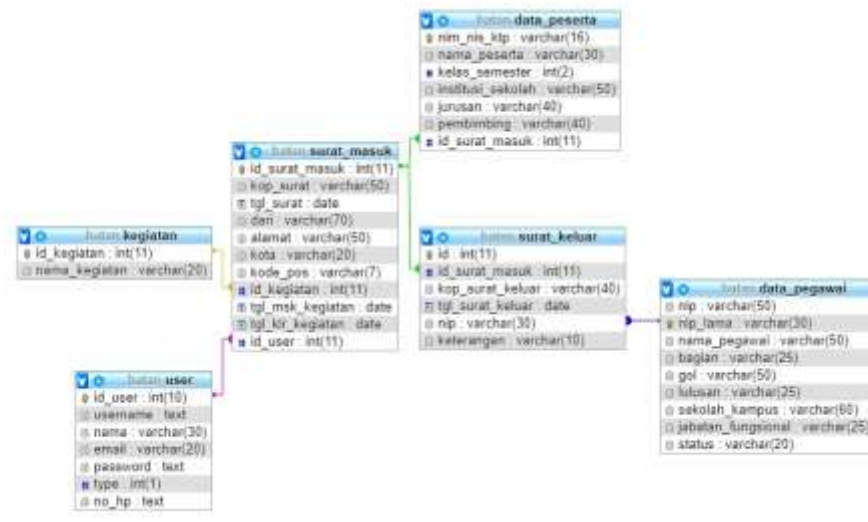 batan data_peserta
nim_nis_ktp : varchar(16)
nama_peserta : varchar(30)
kelas_semester : int(2)
institusi_sekolah : varchar(50)
jurusan : varchar(40)
pembimbing : varchar(40)
id_surat_masuk : int(11)
batan surat_masuk
id_surat_masuk : int(11)
kop_surat : varchar(50)
tgl_surat : date
dari : varchar(70)
alamat : varchar(50)
kota : varchar(20)
kode_pos : varchar(7)
id_kegiatan : int(11)
tgl_msk_kegiatan : date
tgl_klr_kegiatan : date
id_user : int(11)
batan kegiatan
id_kegiatan : int(11)
nama_kegiatan : varchar(20)
batan surat_keluar
id : int(11)
id_surat_masuk : int(11)
kop_surat_keluar : varchar(40)
tgl_surat_keluar : date
nip : varchar(30)
keterangan : varchar(10)
batan data_pegawai
nip : varchar(50)
nip_lama : varchar(30)
nama_pegawai : varchar(50)
bagian : varchar(25)
gol : varchar(50)
lulusan : varchar(25)
sekolah_kampus : varchar(60)
jabatan_fungsional : varchar(25)
status : varchar(20)
batan user
id_user : int(10)
username : text
nama : varchar(30)
email : varchar(20)
password : text
type : int(1)
no_hp : text